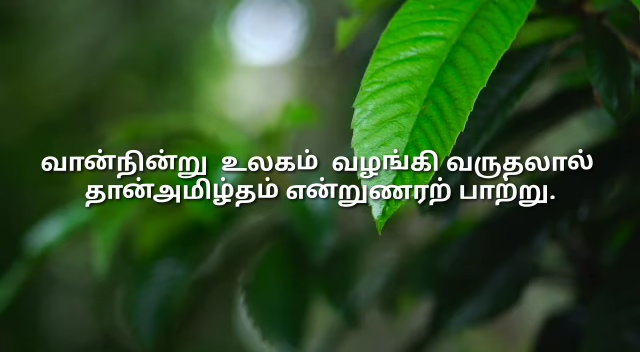 வான்நின்று உலகம் வழங்கி வருதலால்
தான்அமிழ்தம் என்றுணரற் பாற்று.